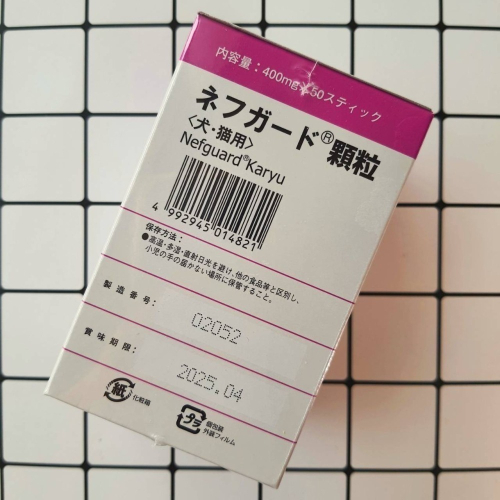 内容量：400mg×50スティック
ネフガード®顆粒
〈犬・猫用〉
Nefguard®Karyu
4 992945 014821
保存方法：
●高温・多湿・直射日光を避け、他の食品等と区別し、
小児の手の届かない場所に保管すること。
製造番号：
02052
賞味期限：
2025.04
紙
化粧箱
プラ
個包装
外装フィルム